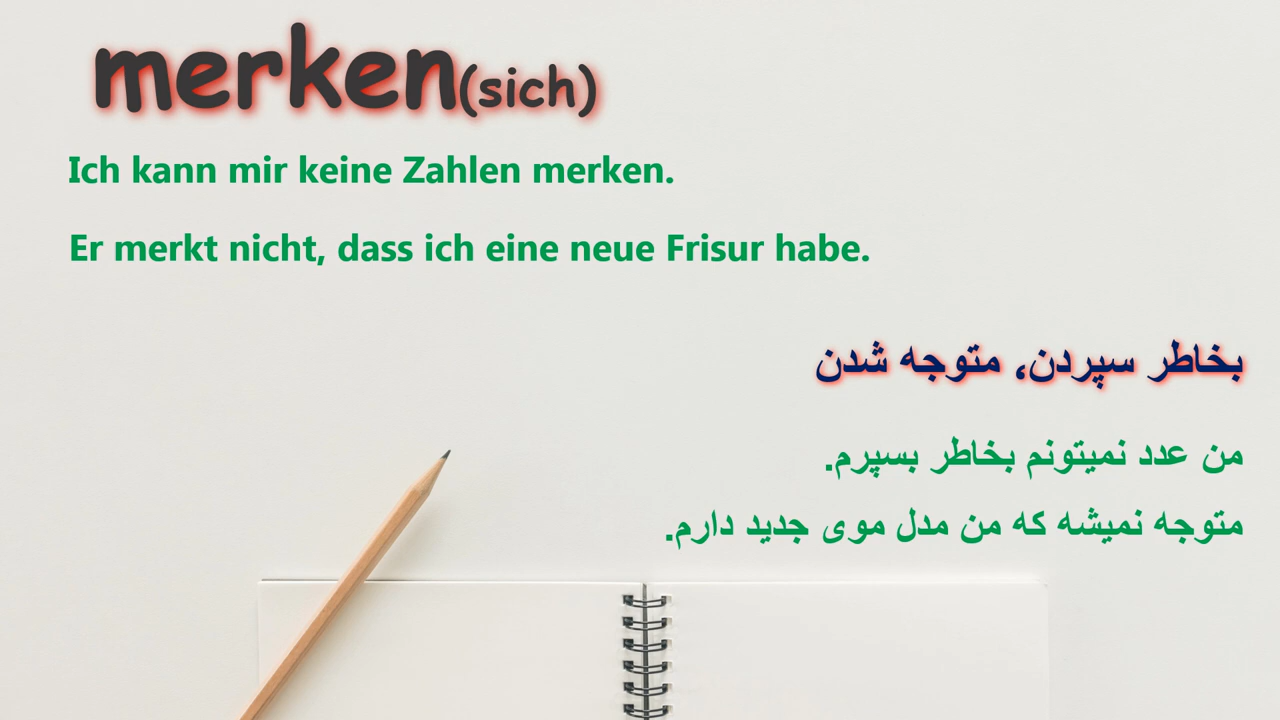 merken(sich)
Ich kann mir keine Zahlen merken.
Er merkt nicht, dass ich eine neue Frisur habe.
بخاطر سپردن، متوجه شدن
من عدد نمیتونم بخاطر بسپرم.
متوجه نمیشه که من مدل موی جدید دارم.